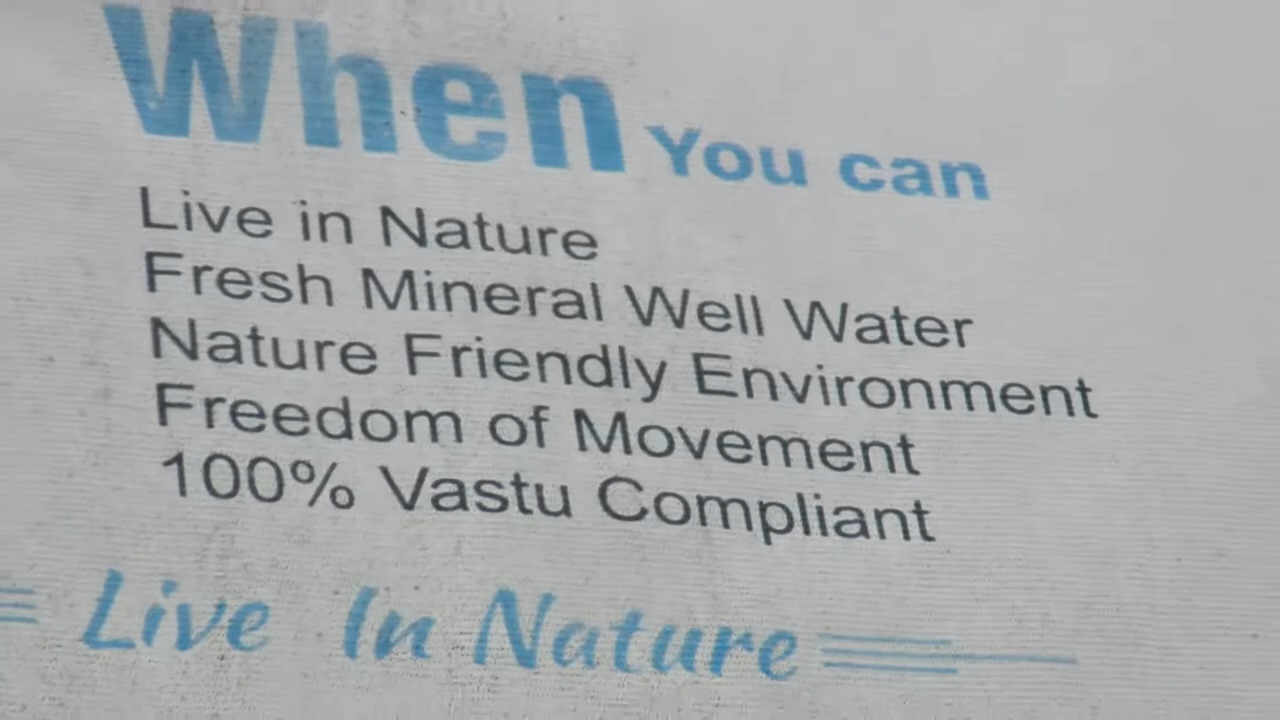 When You can
Live in Nature
Fresh Mineral Well Water
Nature Friendly Environment
Freedom of Movement
100% Vastu Compliant
Live In Nature